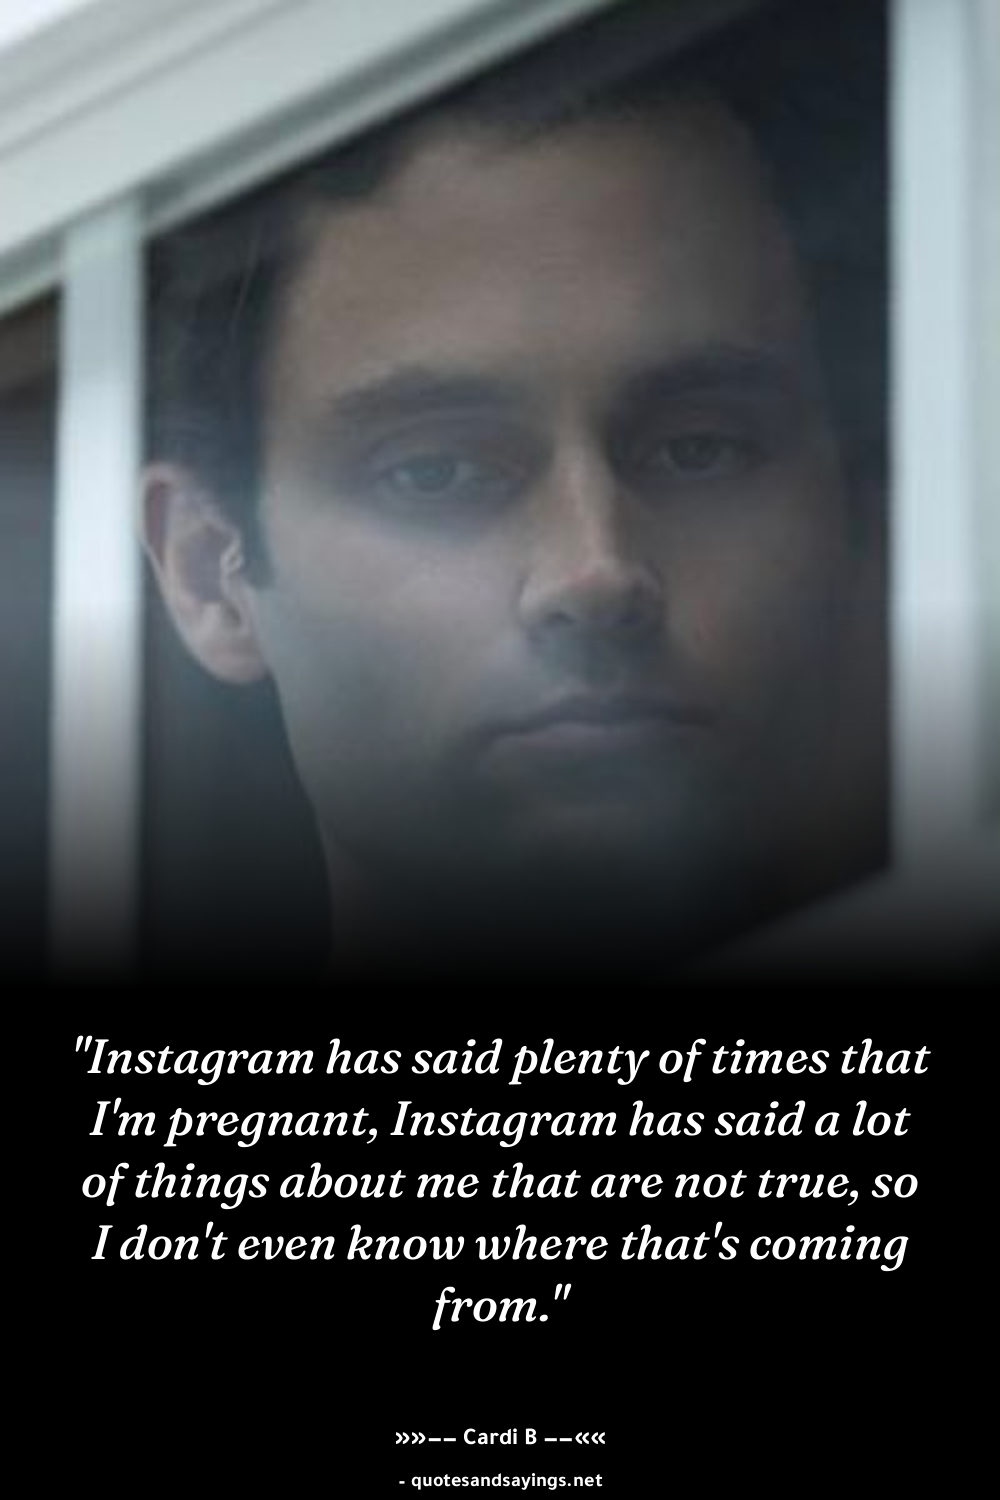 "Instagram has said plenty of times that
I'm pregnant, Instagram has said a lot
of things about me that are not true, so
I don't even know where that's coming
from."
»»−− Cardi B −−««
- quotesandsayings.net